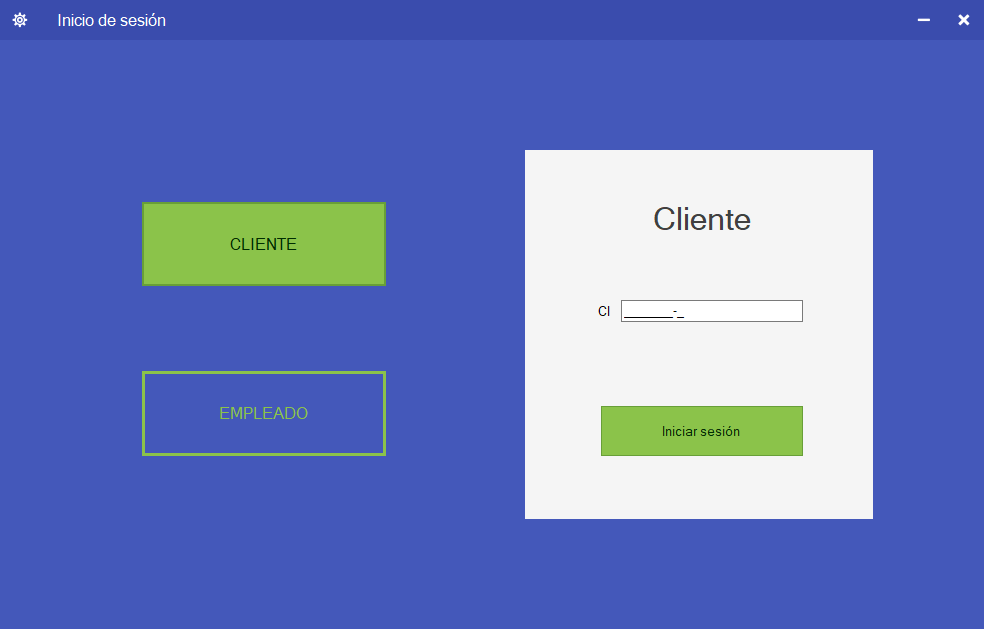 Inicio de sesión
CLIENTE
EMPLEADO
Cliente
CI _______-_
Iniciar sesión